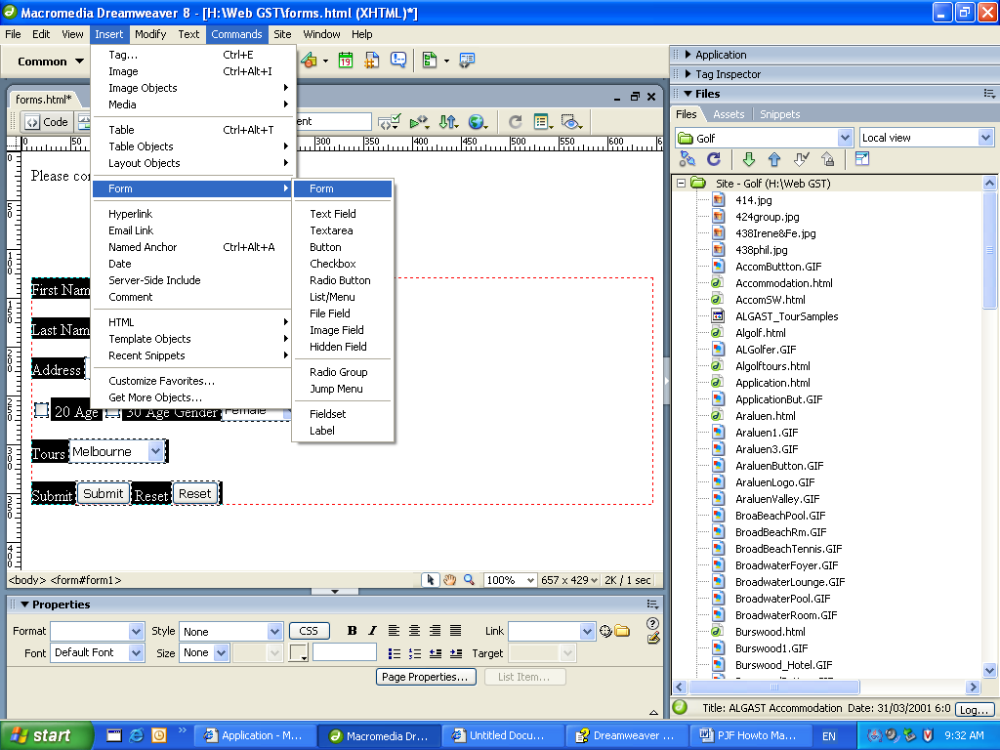 Macromedia Dreamweaver 8 - [H:\Web GST\forms.html (XHTML)*]
File Edit View Insert Modify Text Commands Site Window Help
Common
forms.html*
Code
ent
0 50 300 350 400 450 500 550 600 650
Please cor
Tag... Ctrl+E
Image Ctrl+Alt+I
Image Objects
Media
Table Ctrl+Alt+T
Table Objects
Layout Objects
Form
Hyperlink
Email Link
Named Anchor Ctrl+Alt+A
Date
Server-Side Include
Comment
HTML
Template Objects
Recent Snippets
Customize Favorites...
Get More Objects...
Form
Text Field
Textarea
Button
Checkbox
Radio Button
List/Menu
File Field
Image Field
Hidden Field
Radio Group
Jump Menu
Fieldset
Label
First Nam
Last Nam
Address
20 Age 30 Age Gender Female
Tours Melbourne
Submit Submit Reset Reset
<body> <form#form1> 100% 657 x 429 2K / 1 sec
Properties
Format Style None CSS B I Link
Font Default Font Size None Target
Page Properties... List Item...
Application
Tag Inspector
Files
Files Assets Snippets
Golf Local view
Site - Golf (H:\Web GST)
414.jpg
424group.jpg
438Irene&Fe.jpg
438phil.jpg
AccomButtton.GIF
Accommodation.html
AccomSW.html
ALGAST_TourSamples
Algolf.html
ALGolfer.GIF
Algolftours.html
Application.html
ApplicationBut.GIF
Araluen.html
Araluen1.GIF
Araluen3.GIF
AraluenButton.GIF
AraluenLogo.GIF
AraluenValley.GIF
BroaBeachPool.GIF
BroadBeachRm.GIF
BroadBeachTennis.GIF
BroadwaterFoyer.GIF
BroadwaterLounge.GIF
BroadwaterPool.GIF
BroadwaterRoom.GIF
Burswood.html
Burswood1.GIF
Burswood_Hotel.GIF
Title: ALGAST Accommodation Date: 31/03/2001 6:0 Log...
start Application - M... Macromedia Dr... Untitled Docu... Dreamweaver ... PJF Howto Ma... EN 9:32 AM